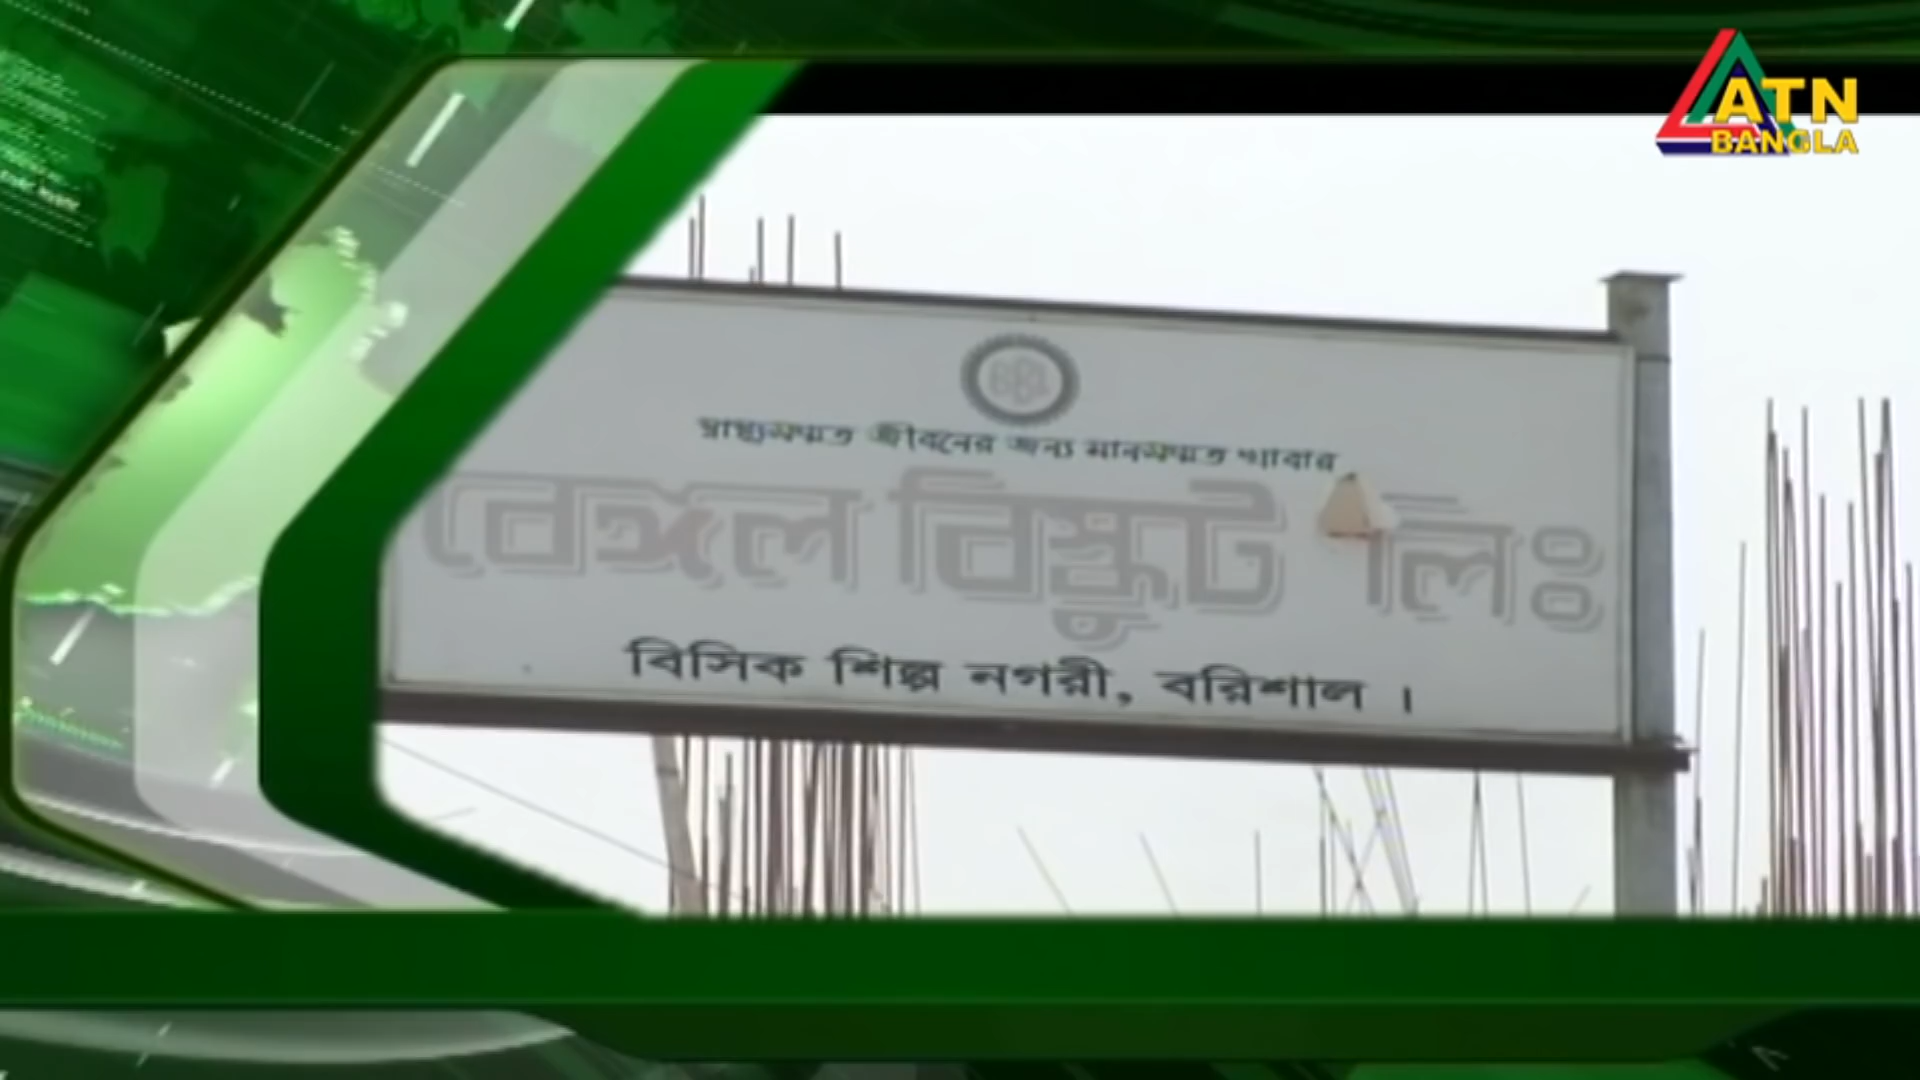 ATN
BANGLA
স্বাস্থ্যসম্মত জীবনের জন্য মানসম্মত খাবার
বেঙ্গল বিস্কুট লিঃ
বিসিক শিল্প নগরী, বরিশাল ।